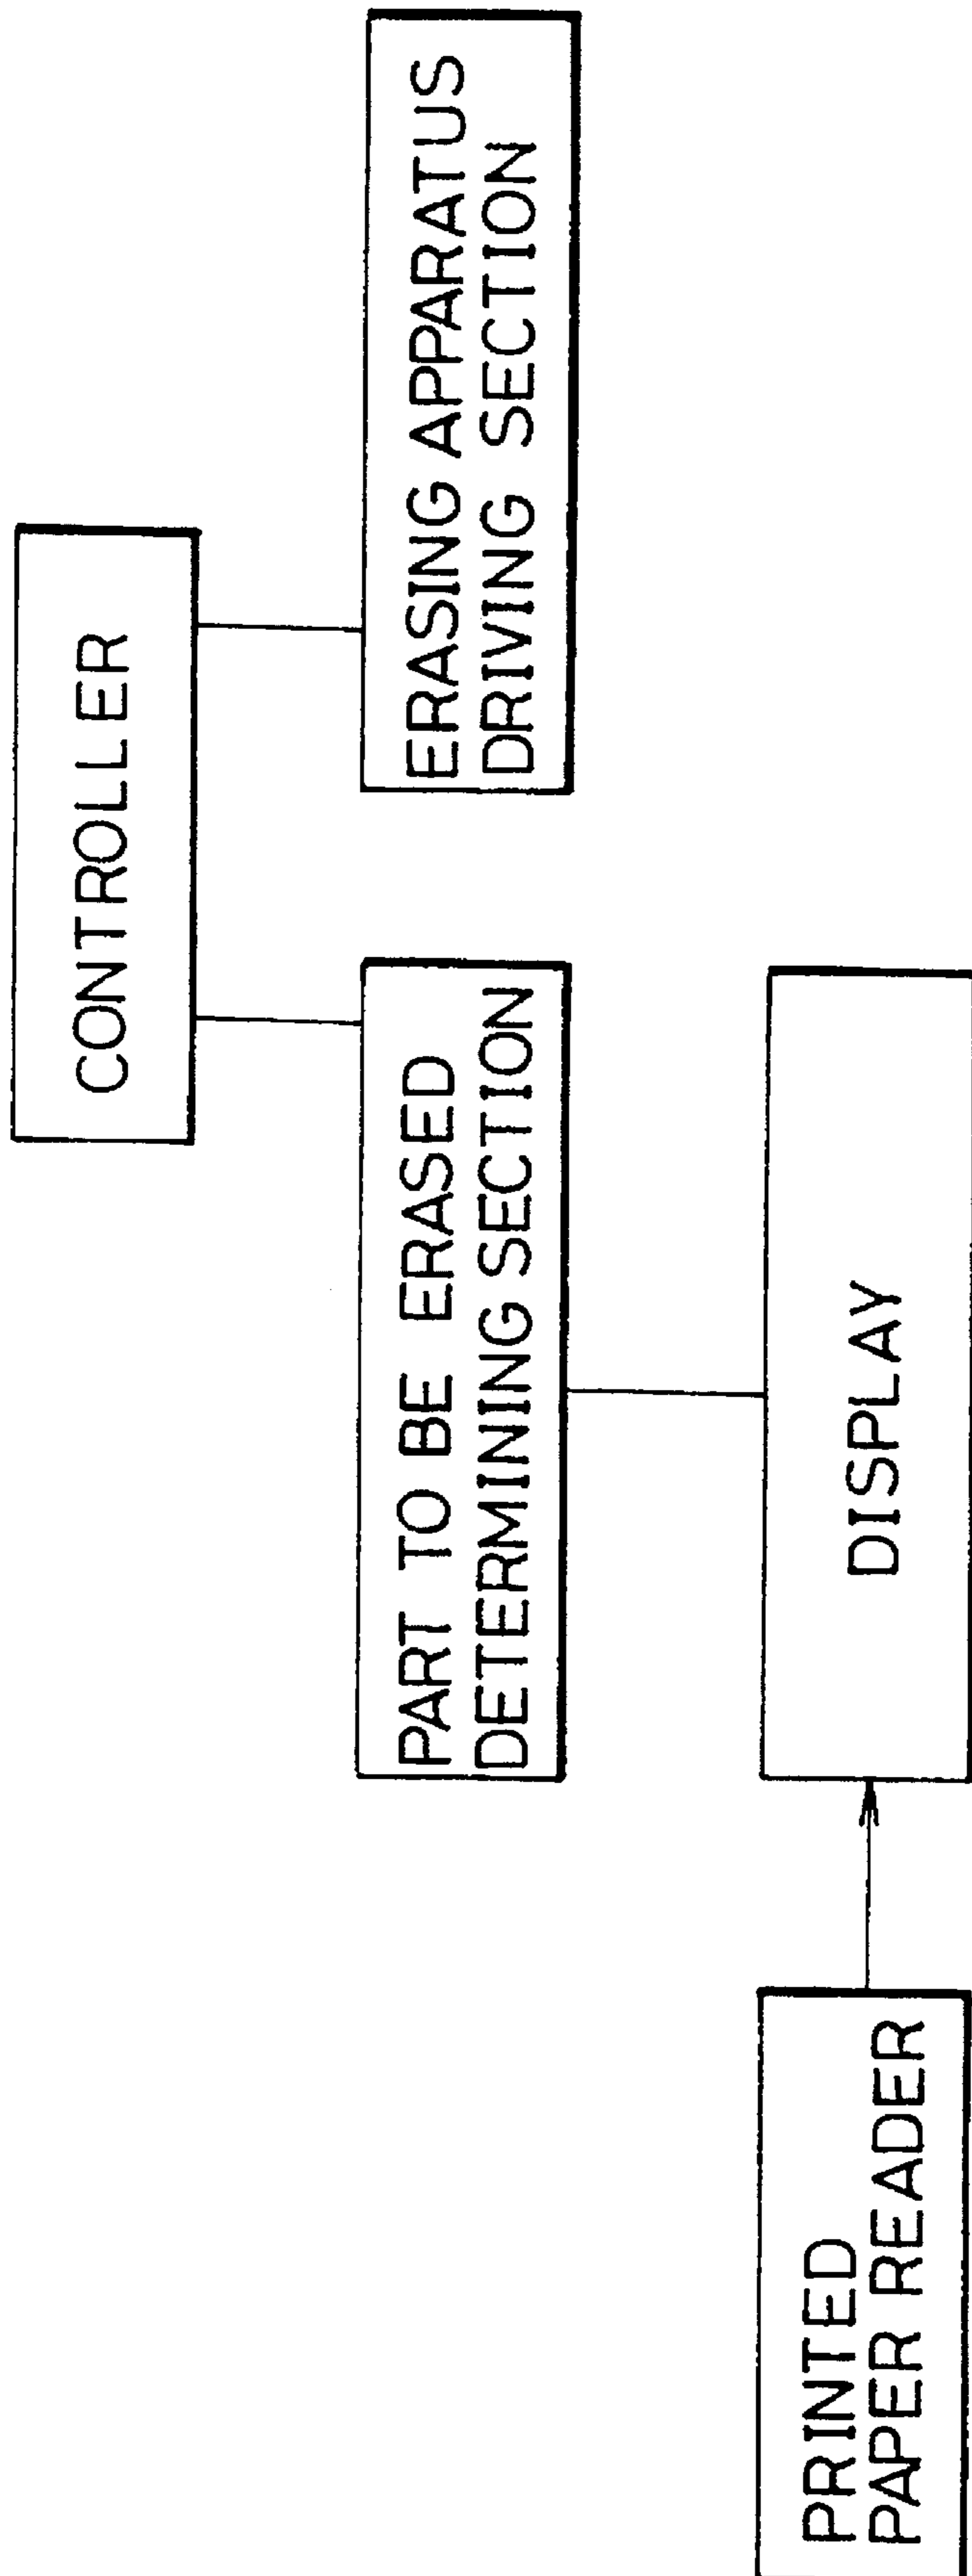 CONTROLLER
PART TO BE ERASED
DETERMINING SECTION
ERASING APPARATUS
DRIVING SECTION
PRINTED
PAPER READER
DISPLAY